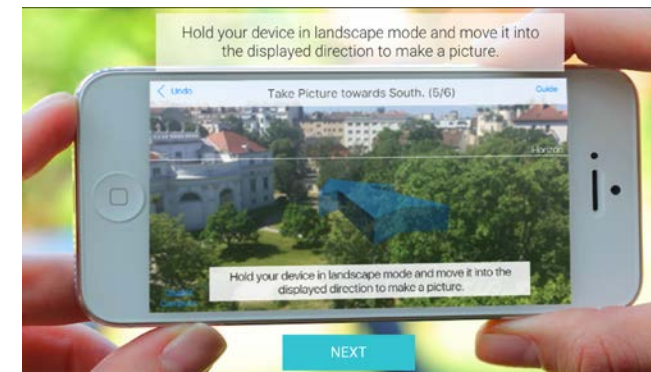 Hold your device in landscape mode and move it into
the displayed direction to make a picture.
Undo
Take Picture towards South. (5/6)
Guide
Horizon
Hold your device in landscape mode and move it into the
displayed direction to make a picture.
NEXT